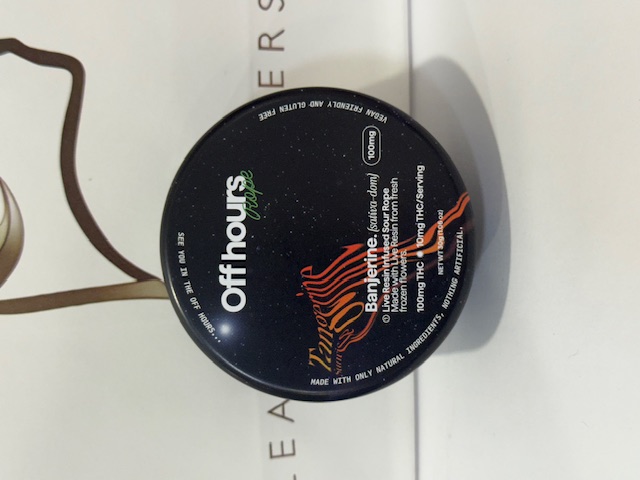 VEGAN FRIENDLY AND GLUTEN FREE
Off hours
Rope
SEE YOU IN THE OFF HOURS...
Tangerine
Banjerine. [sativa-dom] 100mg
Live Resin Infused Sour Rope
Made with Live Resin from fresh
frozen flowers.
100mg THC 10mg THC/Serving
MADE WITH ONLY NATURAL INGREDIENTS, NOTHING ARTIFICIAL.
ERS
EA